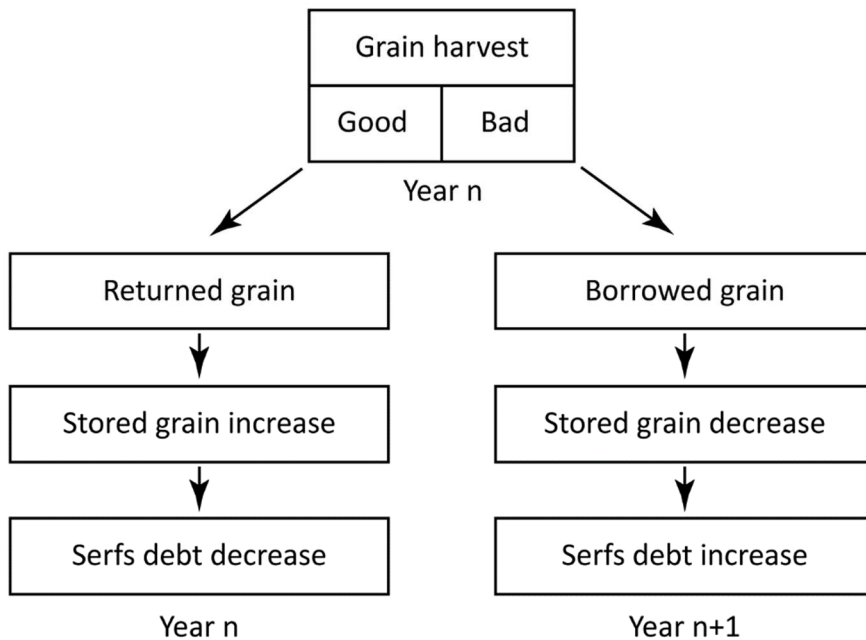 Grain harvest
Good
Bad
Year n
Returned grain
Borrowed grain
Stored grain increase
Stored grain decrease
Serfs debt decrease
Serfs debt increase
Year n
Year n+1